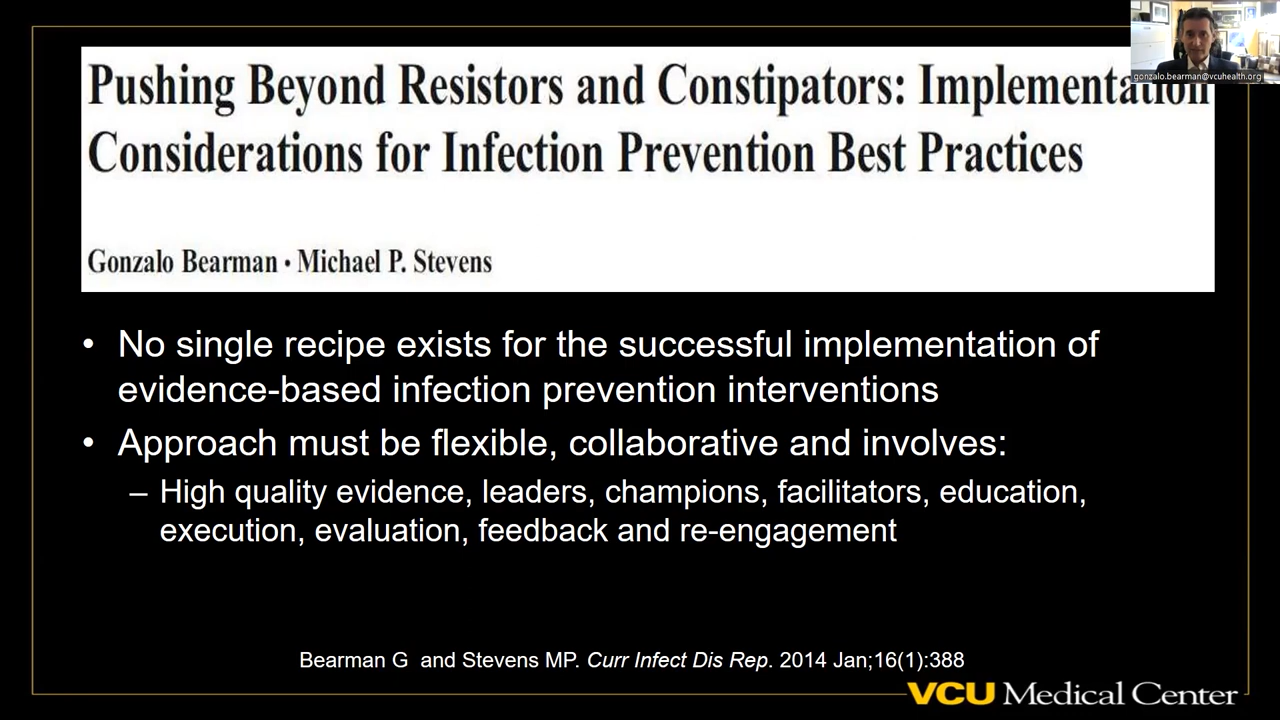 Pushing Beyond Resistors and Constipators: Implementation
gonzalo.bearman@vcuhealth.org
Considerations for Infection Prevention Best Practices
Gonzalo Bearman · Michael P. Stevens
• No single recipe exists for the successful implementation of
evidence-based infection prevention interventions
• Approach must be flexible, collaborative and involves:
– High quality evidence, leaders, champions, facilitators, education,
execution, evaluation, feedback and re-engagement
Bearman G and Stevens MP. Curr Infect Dis Rep. 2014 Jan;16(1):388
VCU Medical Center